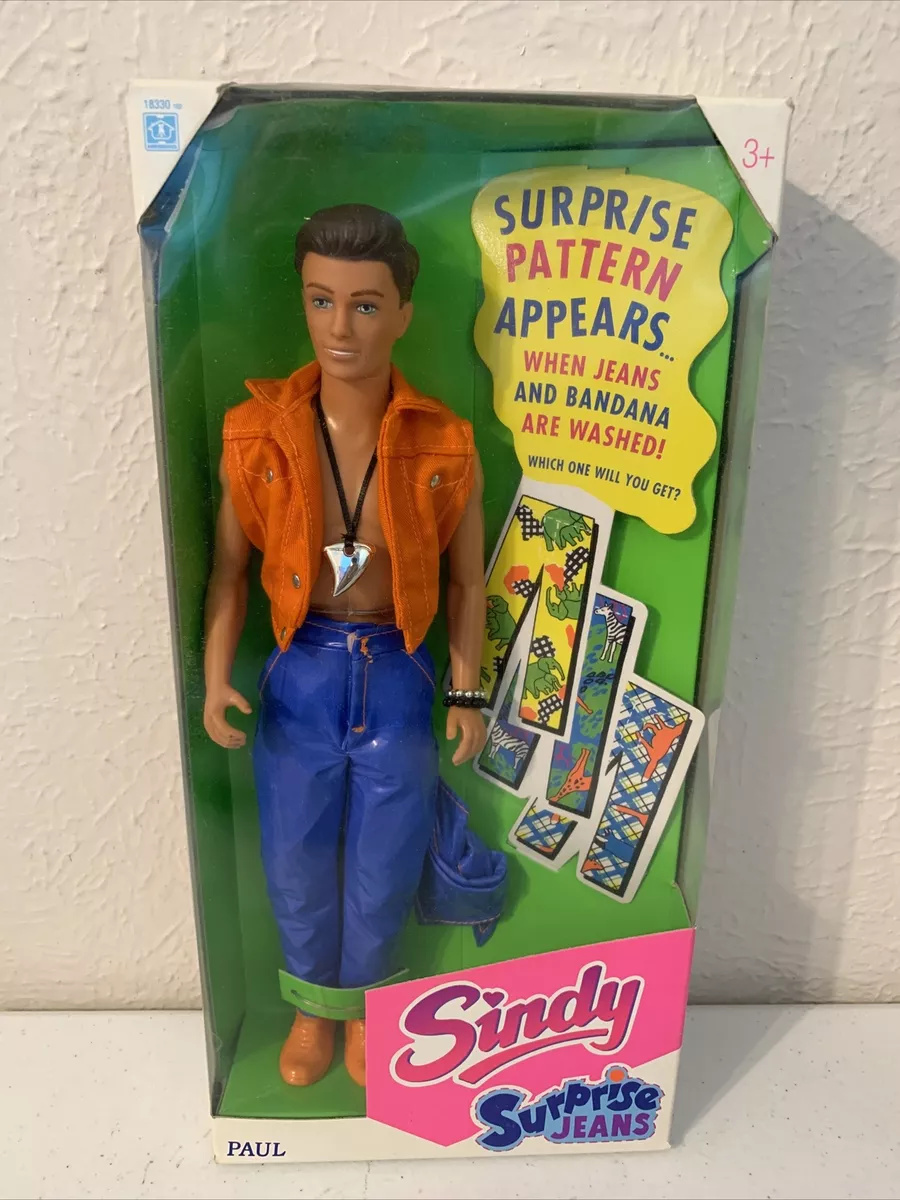 18330
3+
SURPRISE
PATTERN
APPEARS...
WHEN JEANS
AND BANDANA
ARE WASHED!
WHICH ONE WILL YOU GET?
Sindy
Surprise
JEANS
PAUL